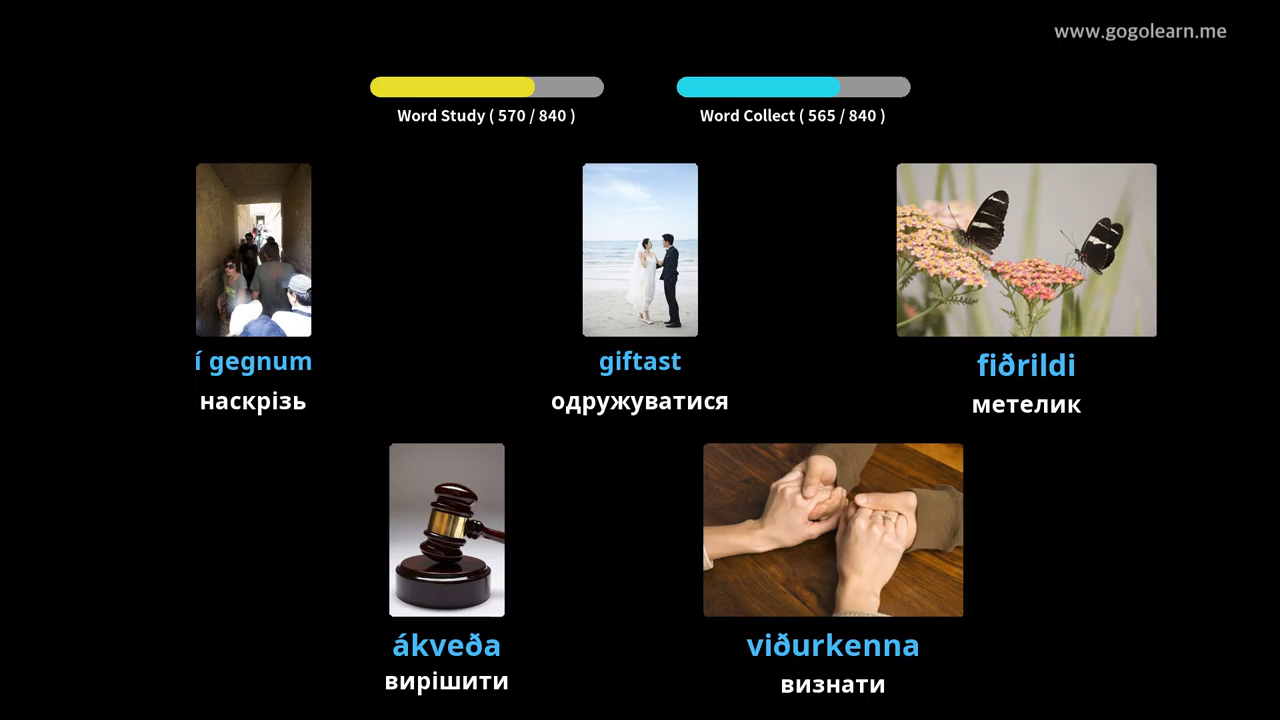 www.gogolearn.me
Word Study ( 570 / 840 )
Word Collect ( 565 / 840 )
í gegnum
наскрізь
giftast
одружуватися
fiðrildi
метелик
ákveða
вирішити
viðurkenna
визнати